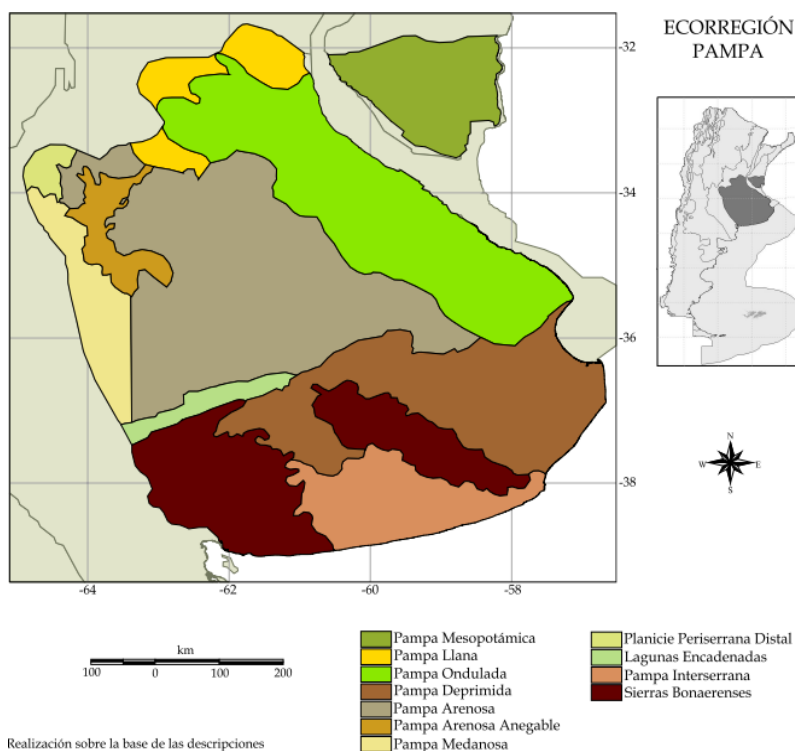 ECORREGIÓN
PAMPA
-32
-34
-36
-38
-64
-62
-60
-58
N
W
E
S
km
100
0
100
200
Pampa Mesopotámica
Pampa Llana
Pampa Ondulada
Pampa Deprimida
Pampa Arenosa
Pampa Arenosa Anegable
Pampa Medanosa
Planicie Periserrana Distal
Lagunas Encadenadas
Pampa Interserrana
Sierras Bonaerenses
Realización sobre la base de las descripciones